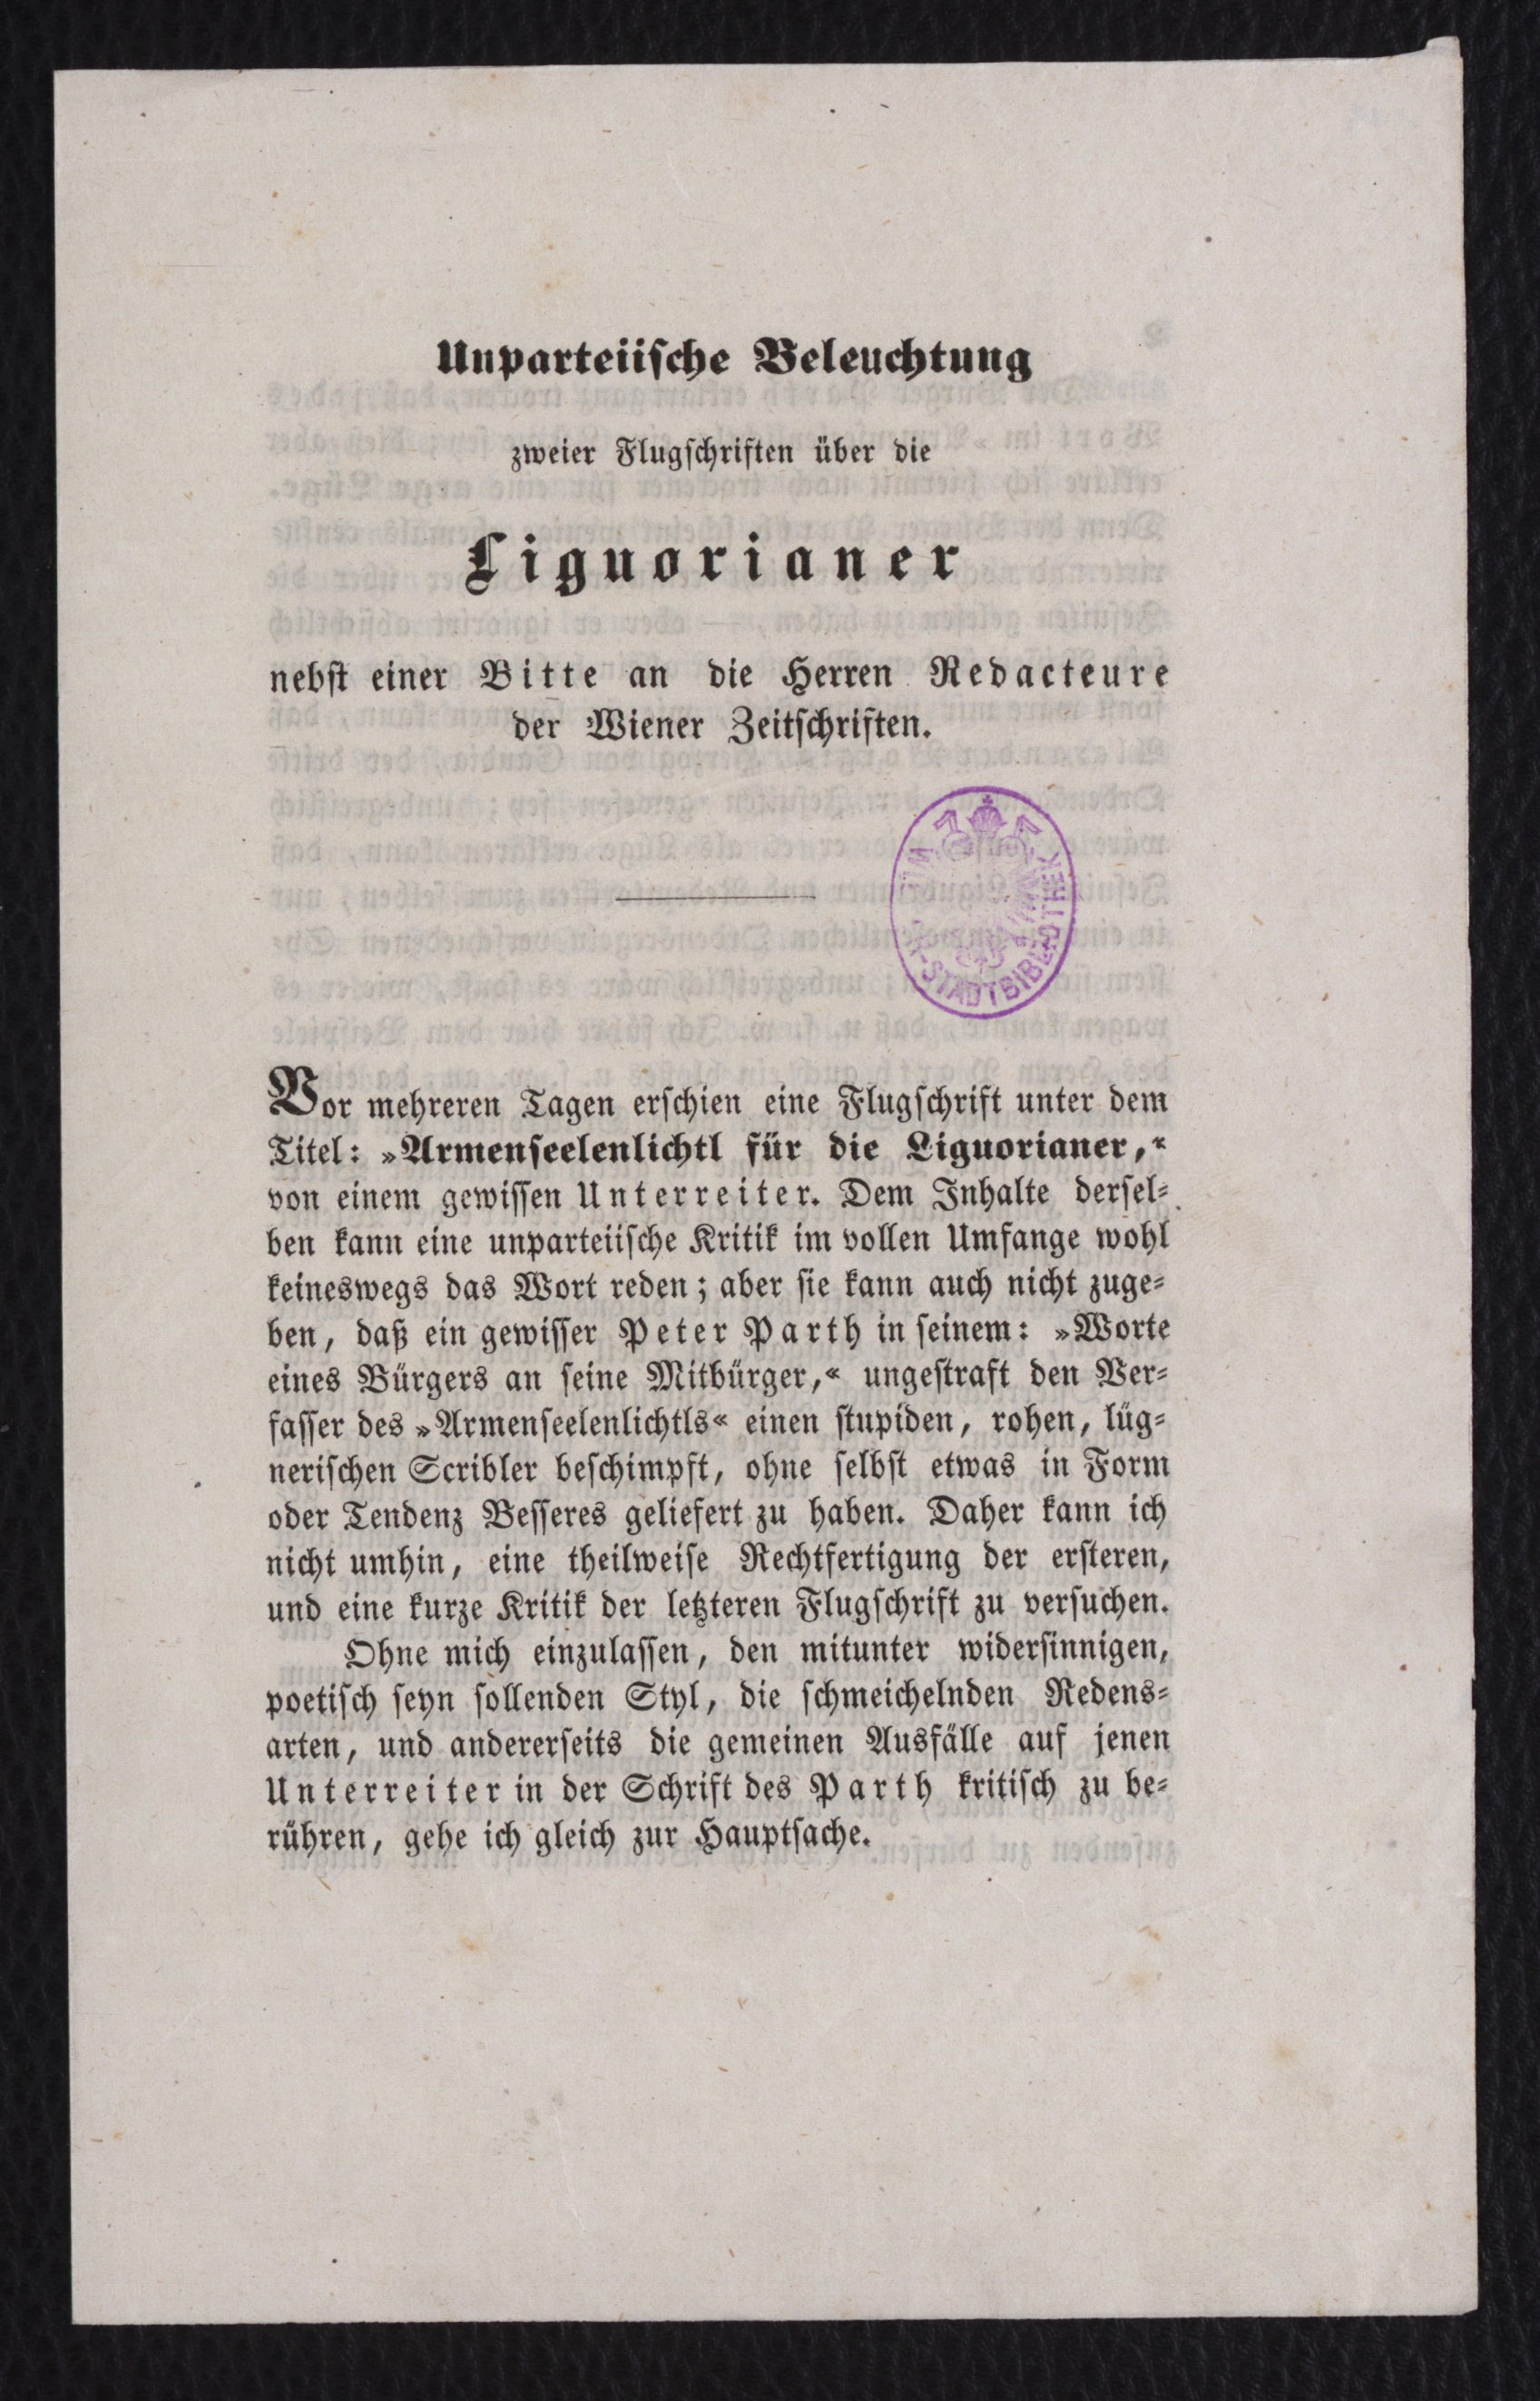 Unparteiische Beleuchtung
zweier Flugschriften über die
Liguorianer
nebst einer Bitte an die Herren Redacteure
der Wiener Zeitschriften.
STADTBIBLIOTHEK
Vor mehreren Tagen erschien eine Flugschrift unter dem
Titel: »Armenseelenlichtl für die Liguorianer,«
von einem gewissen Unterreiter. Dem Inhalte dersel-
ben kann eine unparteiische Kritik im vollen Umfange wohl
keineswegs das Wort reden; aber sie kann auch nicht zuge-
ben, daß ein gewisser Peter Parth in seinem: »Worte
eines Bürgers an seine Mitbürger,« ungestraft den Ver-
fasser des »Armenseelenlichtls« einen stupiden, rohen, lüg-
nerischen Scribler beschimpft, ohne selbst etwas in Form
oder Tendenz Besseres geliefert zu haben. Daher kann ich
nicht umhin, eine theilweise Rechtfertigung der ersteren,
und eine kurze Kritik der letzteren Flugschrift zu versuchen.
Ohne mich einzulassen, den mitunter widersinnigen,
poetisch seyn sollenden Styl, die schmeichelnden Redens-
arten, und andererseits die gemeinen Ausfälle auf jenen
Unterreiter in der Schrift des Parth kritisch zu be-
rühren, gehe ich gleich zur Hauptsache.